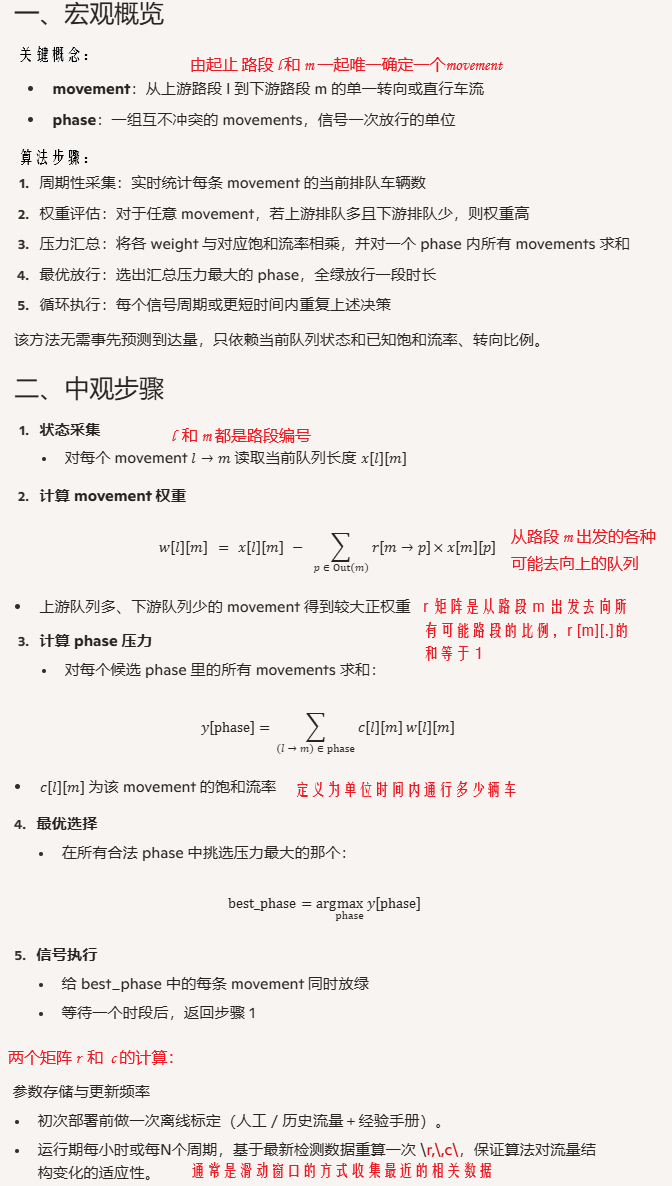 一、宏观概览
关键概念：
由起止 路段 l和 m 一起唯一确定一个movement
• movement：从上游路段 l 到下游路段 m 的单一转向或直行车流
• phase：一组互不冲突的 movements，信号一次放行的单位
算法步骤：
1. 周期性采集：实时统计每条 movement 的当前排队车辆数
2. 权重评估：对于任意 movement，若上游排队多且下游排队少，则权重高
3. 压力汇总：将各 weight 与对应饱和流率相乘，并对一个 phase 内所有 movements 求和
4. 最优放行：选出汇总压力最大的 phase，全绿放行一段时长
5. 循环执行：每个信号周期或更短时间内重复上述决策
该方法无需事先预测到达量，只依赖当前队列状态和已知饱和流率、转向比例。
二、中观步骤
1. 状态采集
l 和 m 都是路段编号
• 对每个 movement l → m 读取当前队列长度 x[l][m]
2. 计算 movement 权重
w[l][m] = x[l][m] − ∑ p ∈ Out(m) r[m → p] × x[m][p]
从路段 m 出发的各种
可能去向上的队列
• 上游队列多、下游队列少的 movement 得到较大正权重
r 矩阵是从路段 m 出发去向所
有可能路段的比例，r [m][.]的
和等于 1
3. 计算 phase 压力
• 对每个候选 phase 里的所有 movements 求和：
y[phase] = ∑ (l → m) ∈ phase c[l][m] w[l][m]
• c[l][m] 为该 movement 的饱和流率
定义为单位时间内通行多少辆车
4. 最优选择
• 在所有合法 phase 中挑选压力最大的那个：
best_phase = argmax phase y[phase]
5. 信号执行
• 给 best_phase 中的每条 movement 同时放绿
• 等待一个时段后，返回步骤 1
两个矩阵 r 和 c 的计算：
参数存储与更新频率
• 初次部署前做一次离线标定（人工 / 历史流量 + 经验手册）。
• 运行期每小时或每N个周期，基于最新检测数据重算一次 \r,\,c\，保证算法对流量结
构变化的适应性。
通常是滑动窗口的方式收集最近的相关数据